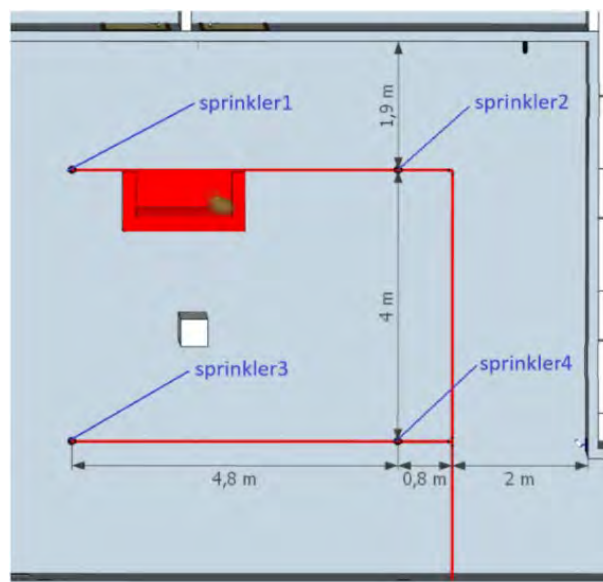 sprinkler1
sprinkler2
1,9 m
4 m
sprinkler3
sprinkler4
4,8 m
0,8 m
2 m